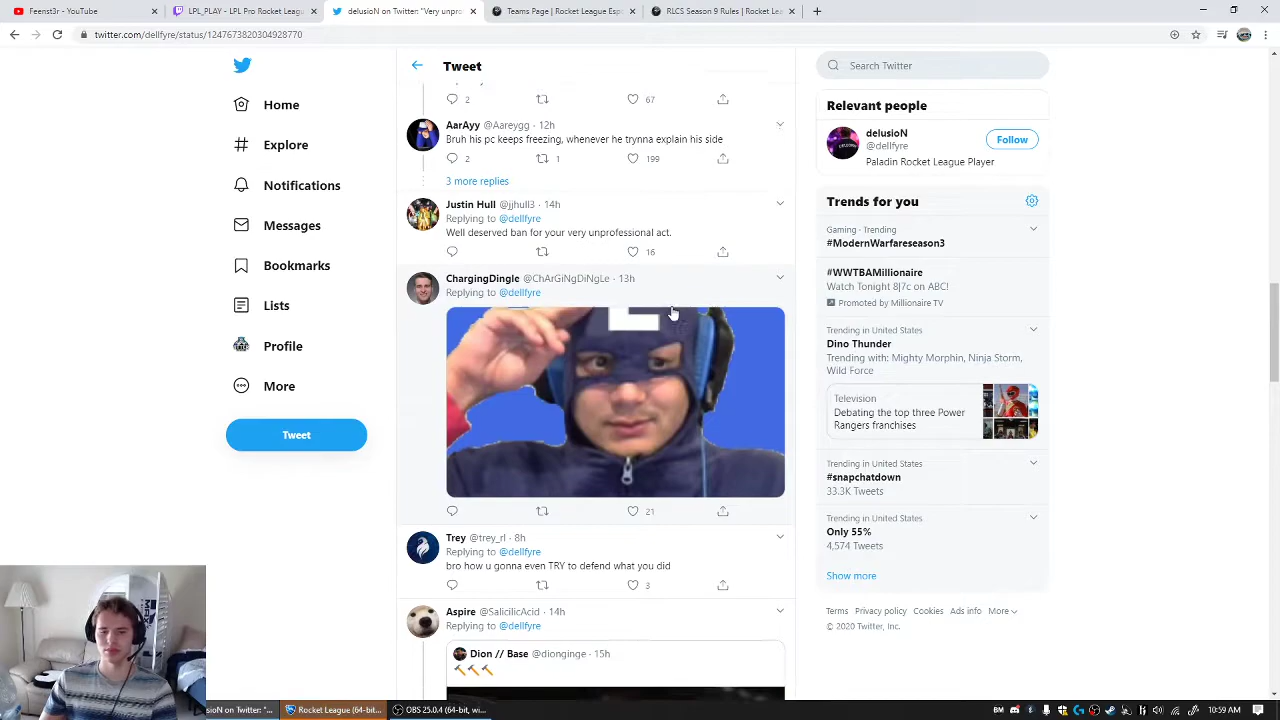 Feenst3r - YouTube
LPL_PLAY - LPL Pro Rocket Leag
delusioN on Twitter: "Very unpro
Teams Page | Rocket League Esp
RLCS Season 9 Rules | Rocket Le
twitter.com/dellfyre/status/1247673820304928770
Home
Explore
Notifications
Messages
Bookmarks
Lists
Profile
More
Tweet
Tweet
2
67
AarAyy @Aareygg · 12h
Bruh his pc keeps freezing, whenever he trynna explain his side
2
1
199
3 more replies
Justin Hull @jjhull3 · 14h
Replying to @dellfyre
Well deserved ban for your very unprofessional act.
16
ChargingDingle @ChArGiNgDiNgLe · 13h
Replying to @dellfyre
21
Trey @trey_rl · 8h
Replying to @dellfyre
bro how u gonna even TRY to defend what you did
3
Aspire @SalicilicAcid · 14h
Replying to @dellfyre
Dion // Base @dionginge · 15h
Search Twitter
Relevant people
delusioN
@dellfyre
Follow
Paladin Rocket League Player
Trends for you
Gaming · Trending
#ModernWarfareseason3
#WWTBAMillionaire
Watch Tonight 8|7c on ABC!
Promoted by Millionaire TV
Trending in United States
Dino Thunder
Trending with: Mighty Morphin, Ninja Storm,
Wild Force
Television
Debating the top three Power
Rangers franchises
Trending in United States
#snapchatdown
33.3K Tweets
Trending in United States
Only 55%
4,574 Tweets
Show more
Terms Privacy policy Cookies Ads info More
© 2020 Twitter, Inc.
sioN on Twitter: "...
Rocket League (64-bit...
OBS 25.0.4 (64-bit, wi...
BM
10:59 AM